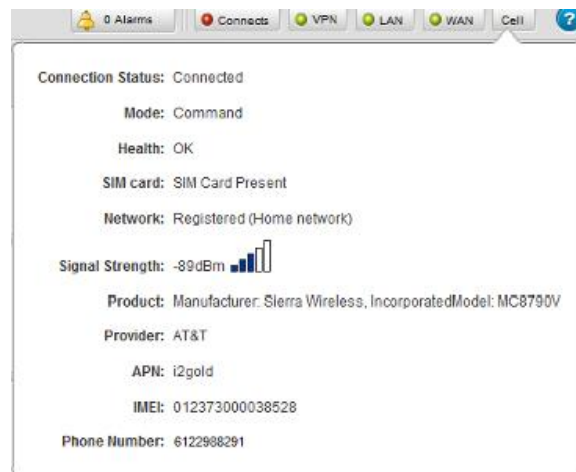 0 Alarms Connects VPN LAN WAN Cell ?
Connection Status: Connected
Mode: Command
Health: OK
SIM card: SIM Card Present
Network: Registered (Home network)
Signal Strength: -89dBm
Product: Manufacturer: Sierra Wireless, IncorporatedModel: MC8790V
Provider: AT&T
APN: i2gold
IMEI: 012373000038528
Phone Number: 6122988291